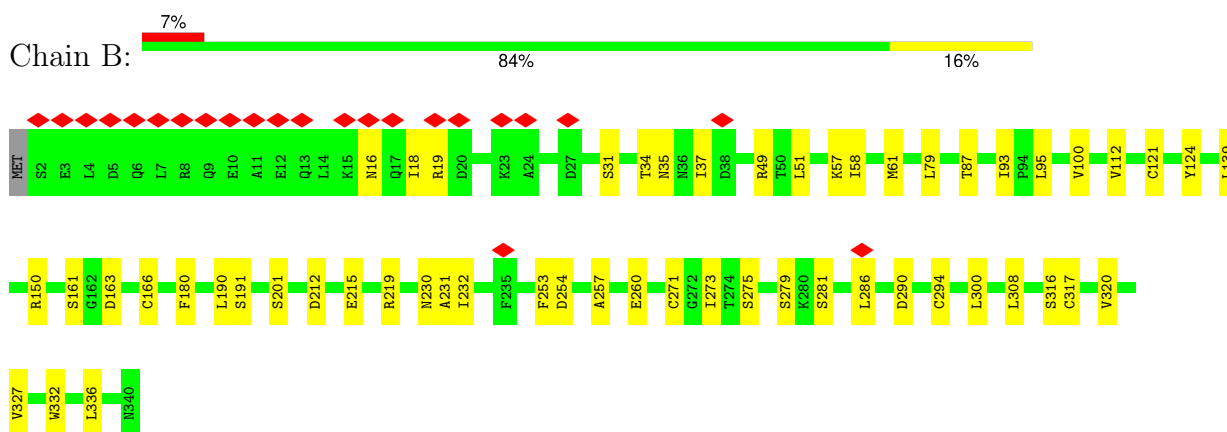 7%
Chain B:
84% 16%
MET S2 E3 L4 D5 Q6 L7 R8 Q9 E10 A11 E12 Q13 L14 K15 N16 Q17 I18 R19 D20 K23 A24 D27 S31 T34 N35 N36 I37 D38 R49 T50 L51 K57 I58 M61 L79 T87 I93 P94 L95 V100 V112 C121 Y124
R150 S161 G162 D163 C166 F180 L190 S191 S201 D212 E215 R219 N230 A231 I232 F235 F253 D254 A257 E260 C271 G272 I273 T274 S275 S279 K280 S281 L286 D290 C294 L300 L308 S316 C317 V320
V327 W332 L336 N340